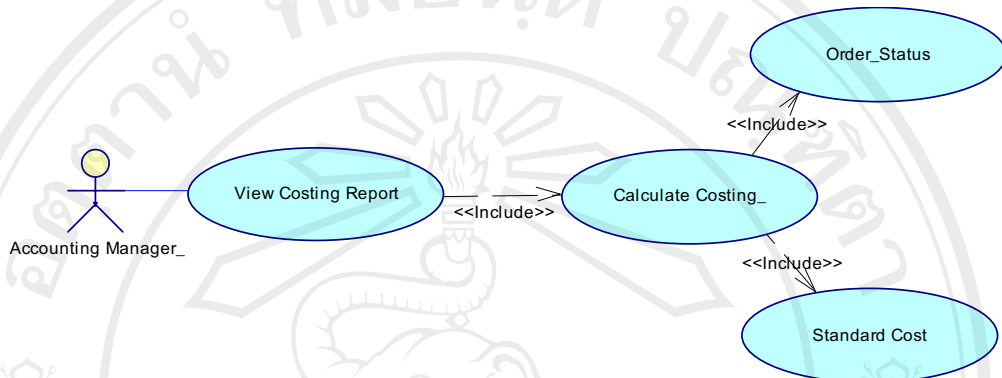 Order_Status
<<Include>>
View Costing Report
Calculate Costing_
<<Include>>
Accounting Manager_
<<Include>>
Standard Cost